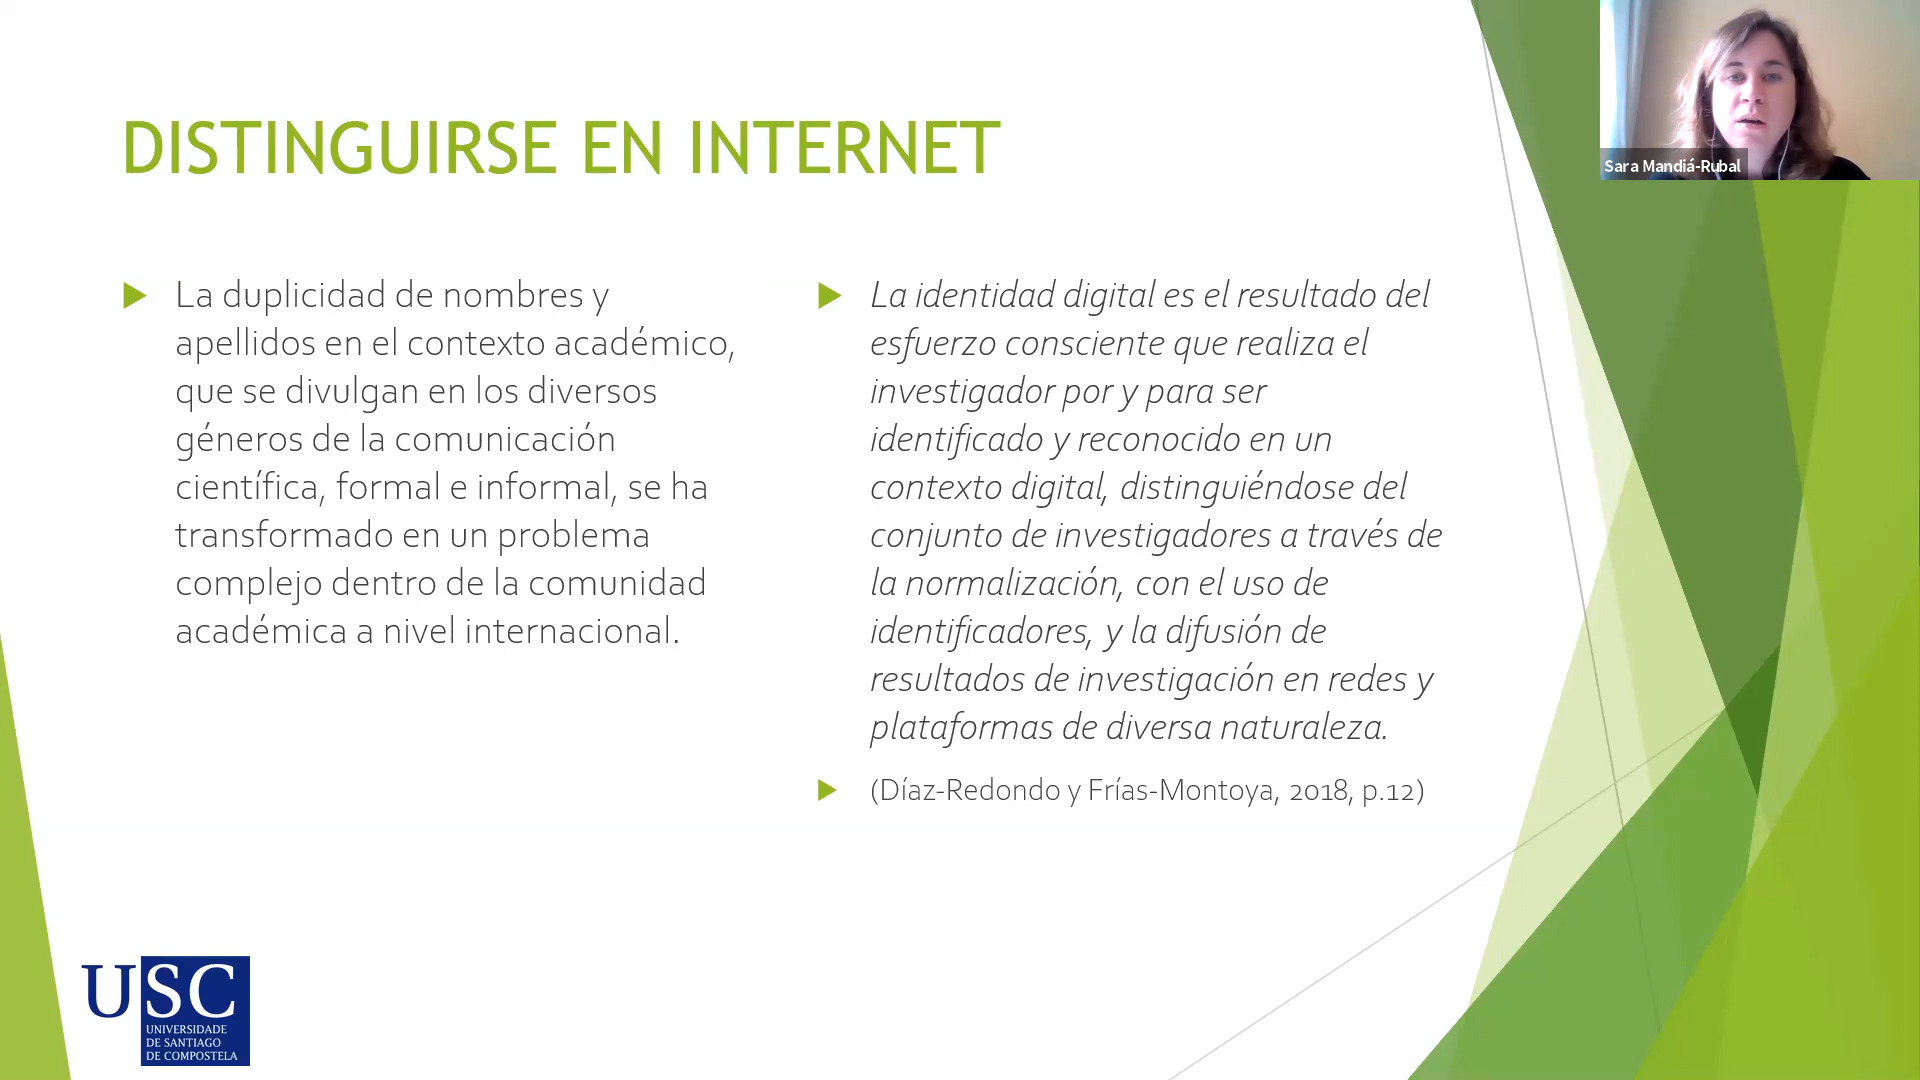 DISTINGUIRSE EN INTERNET
La duplicidad de nombres y
apellidos en el contexto académico,
que se divulgan en los diversos
géneros de la comunicación
científica, formal e informal, se ha
transformado en un problema
complejo dentro de la comunidad
académica a nivel internacional.
La identidad digital es el resultado del
esfuerzo consciente que realiza el
investigador por y para ser
identificado y reconocido en un
contexto digital, distinguiéndose del
conjunto de investigadores a través de
la normalización, con el uso de
identificadores, y la difusión de
resultados de investigación en redes y
plataformas de diversa naturaleza.
(Díaz-Redondo y Frías-Montoya, 2018, p.12)
Sara Mandiá-Rubal
USC
UNIVERSIDADE
DE SANTIAGO
DE COMPOSTELA